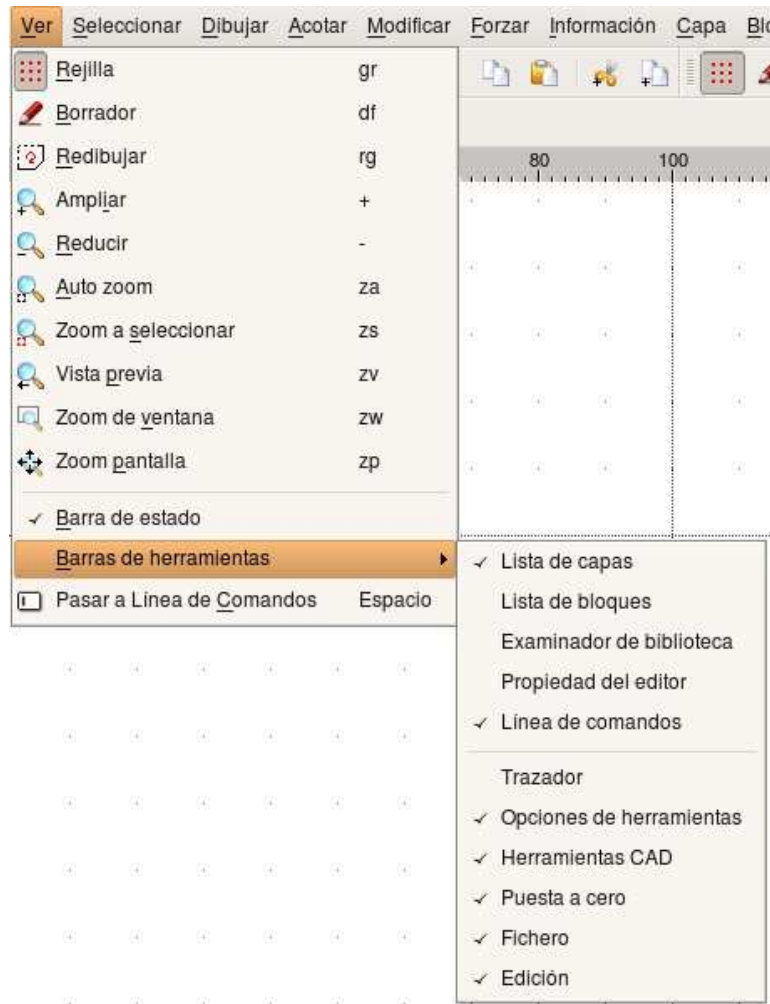 Ver Seleccionar Dibujar Acotar Modificar Forzar Información Capa
Rejilla gr
Borrador df
Redibujar rg
Ampliar +
Reducir -
Auto zoom za
Zoom a seleccionar zs
Vista previa zv
Zoom de ventana zw
Zoom pantalla zp
80 100
Barra de estado
Barras de herramientas
Pasar a Línea de Comandos Espacio
Lista de capas
Lista de bloques
Examinador de biblioteca
Propiedad del editor
Línea de comandos
Trazador
Opciones de herramientas
Herramientas CAD
Puesta a cero
Fichero
Edición